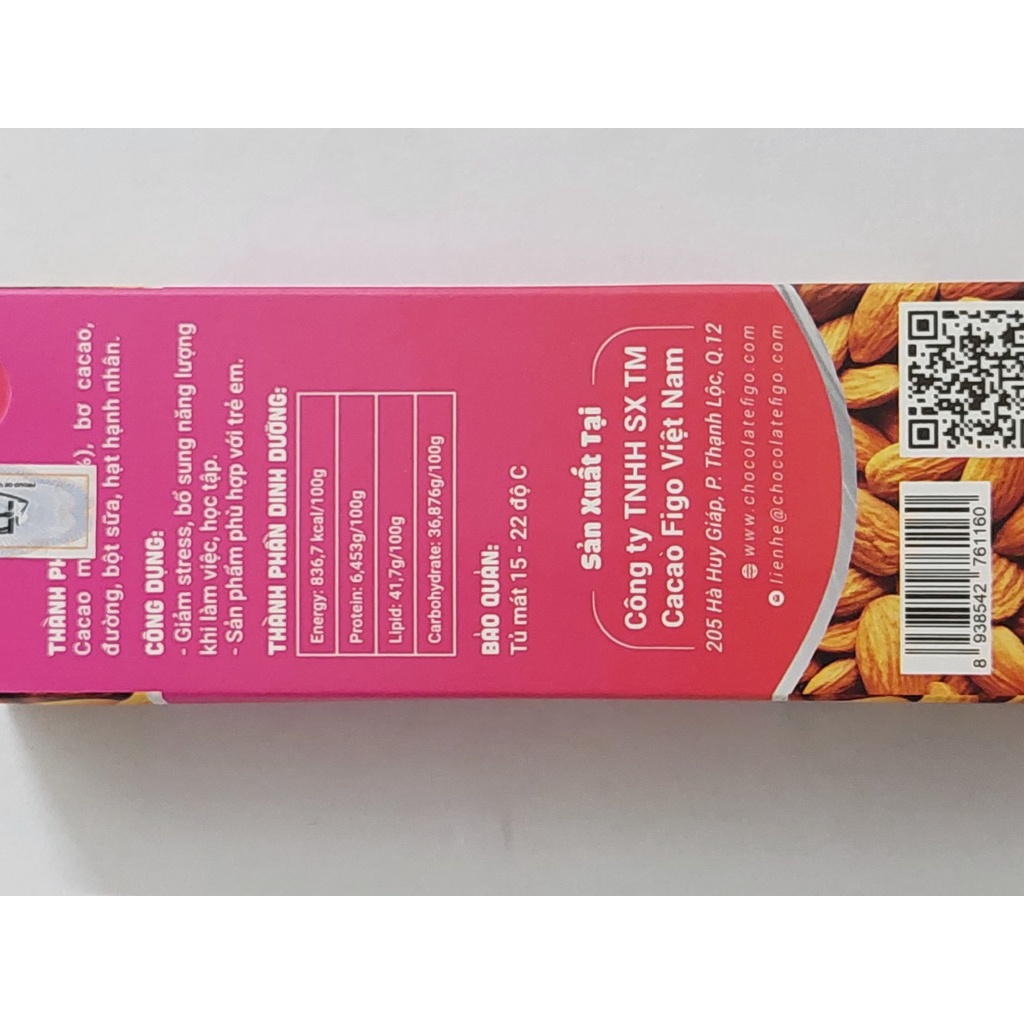 THÀNH PH
Cacao %), bơ cacao,
đường, bột sữa, hạt hạnh nhân.
CÔNG DỤNG:
- Giảm stress, bổ sung năng lượng
khi làm việc, học tập.
- Sản phẩm phù hợp với trẻ em.
THÀNH PHẦN DINH DƯỠNG:
Energy: 836,7 kcal/100g
Protein: 6,453g/100g
Lipid: 41,7g/100g
Carbohydrate: 36,876g/100g
BẢO QUẢN:
Tủ mát 15 - 22 độ C
Sản Xuất Tại
Công ty TNHH SX TM
Cacao Figo Việt Nam
205 Hà Huy Giáp, P. Thạnh Lộc, Q.12
www.chocolatefigo.com
lienhe@chocolatefigo.com
8 938542 761160